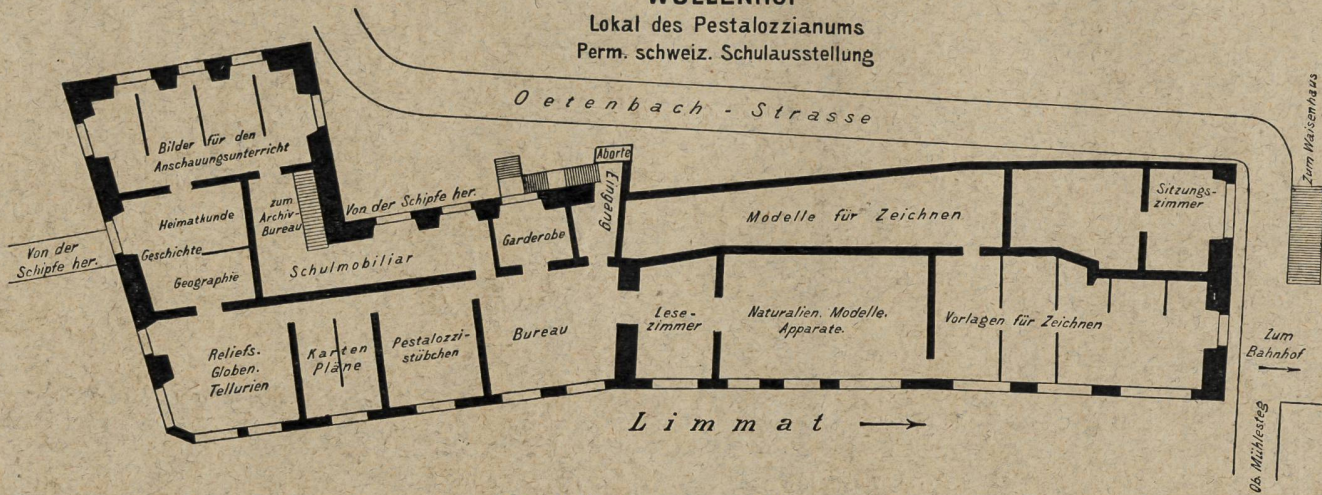 WOLLENHOF
Lokal des Pestalozzianums
Perm. schweiz. Schulausstellung
Oetenbach - Strasse
Zum Waisenhaus
Bilder für den
Anschauungsunterricht
Aborte
Eingang
Von der Schipfe her.
zum
Archiv-
Bureau
Heimatkunde
Geschichte
Geographie
Von der
Schipfe her.
Schulmobiliar
Garderobe
Modelle für Zeichnen
Sitzungs-
zimmer
Reliefs.
Globen.
Tellurien
Karten
Pläne
Pestalozzi-
stübchen
Bureau
Lese-
zimmer
Naturalien. Modelle.
Apparate.
Vorlagen für Zeichnen
Zum
Bahnhof
Limmat
Ob. Mühlesteg